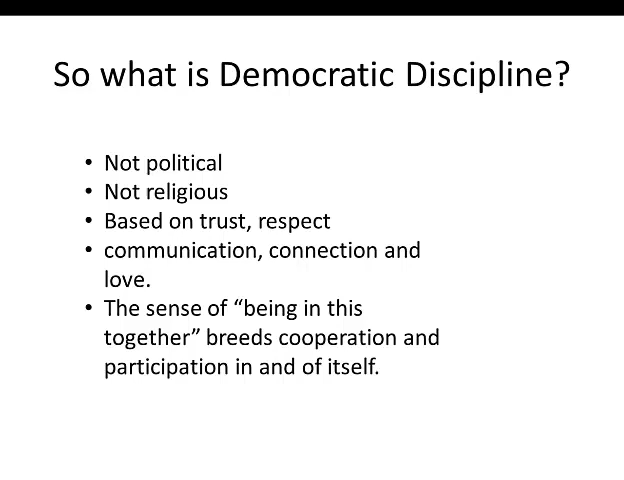 So what is Democratic Discipline?
• Not political
• Not religious
• Based on trust, respect
• communication, connection and
love.
• The sense of “being in this
together” breeds cooperation and
participation in and of itself.